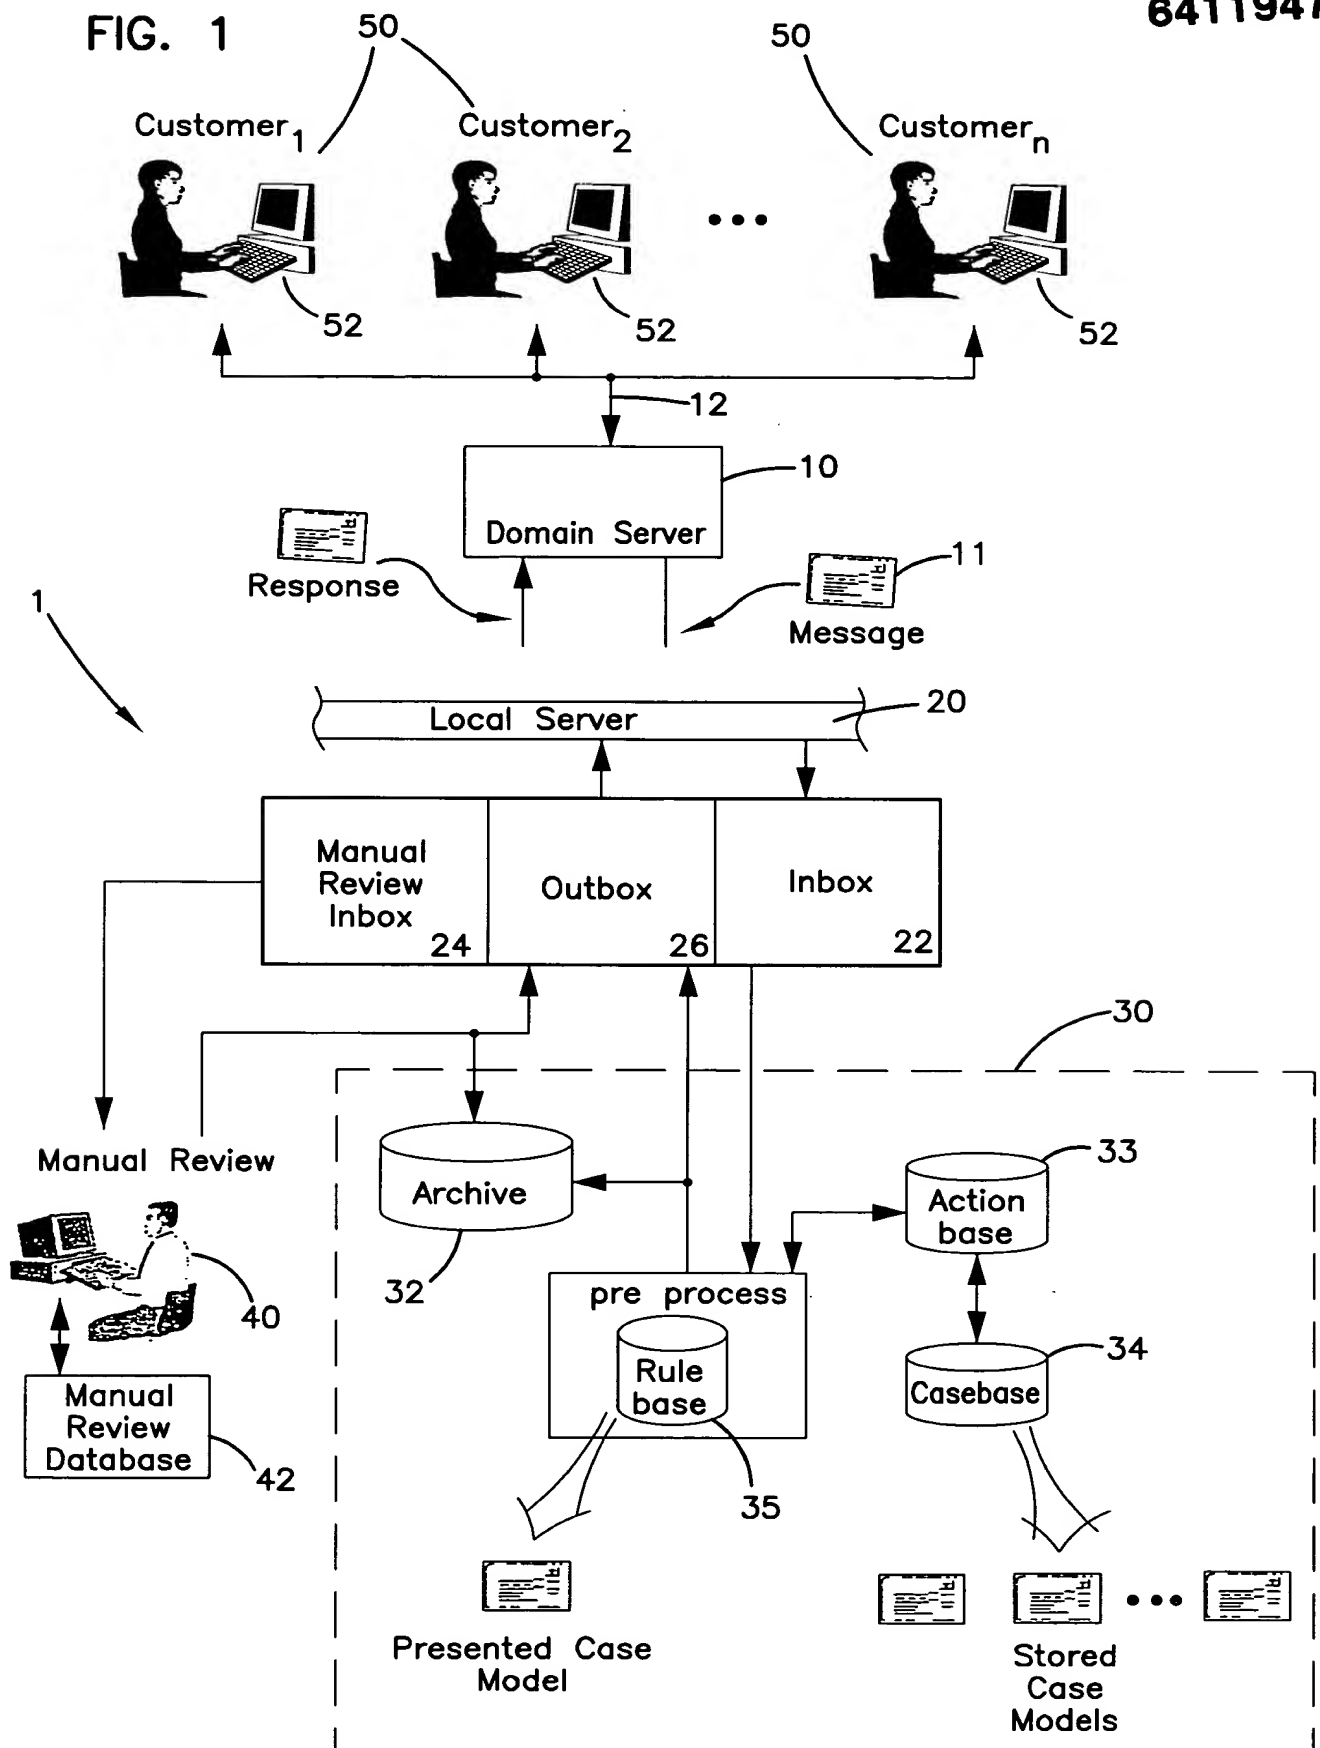 FIG. 1
6411947
50
50
Customer1
Customer2
Customern
52
52
52
12
10
Domain Server
Response
11
Message
1
20
Local Server
Manual
Review
Inbox
24
Outbox
26
Inbox
22
30
Manual Review
Archive
32
33
Action
base
40
pre process
Rule
base
35
34
Casebase
Manual
Review
Database
42
Presented Case
Model
Stored
Case
Models